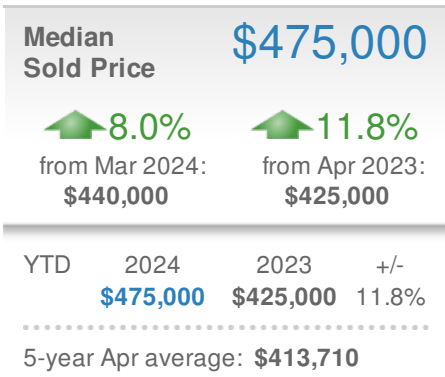 Median Sold Price $475,000
8.0% 11.8%
from Mar 2024: from Apr 2023:
$440,000 $425,000
YTD 2024 2023 +/-
$475,000 $425,000 11.8%
5-year Apr average: $413,710